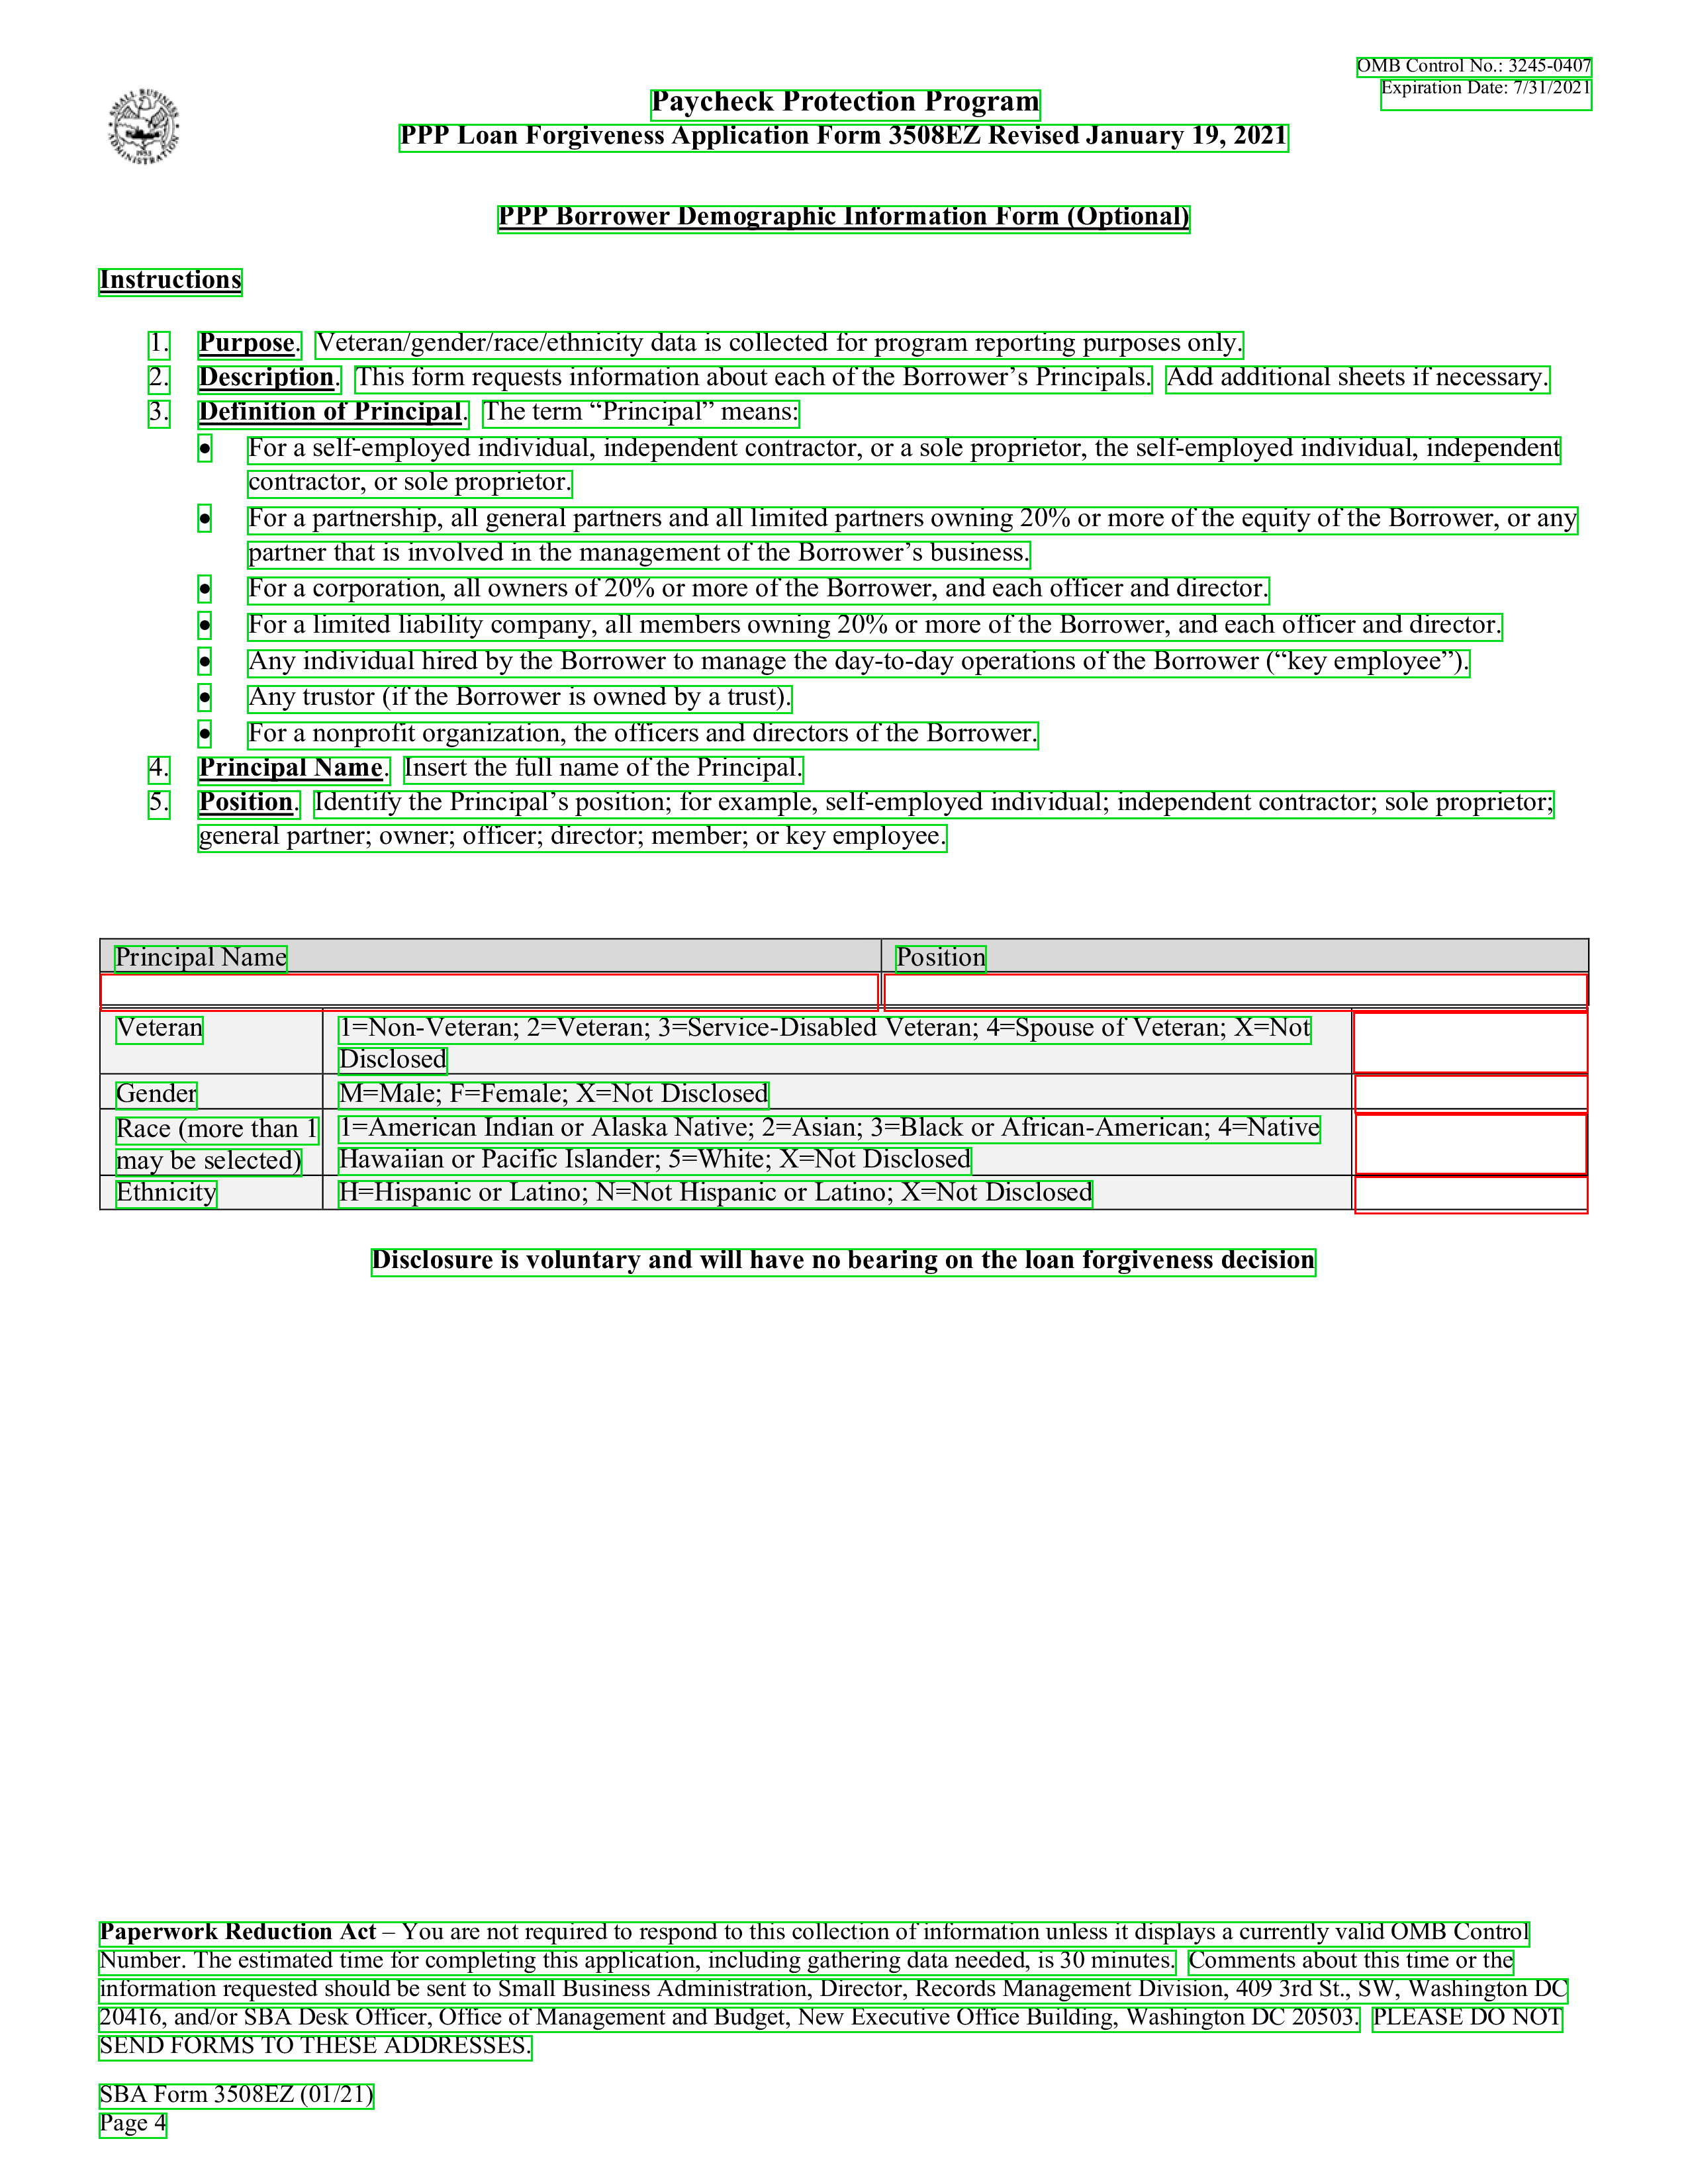 OMB Control No.: 3245-0407
Expiration Date: 7/31/2021
SMALL BUSINESS ADMINISTRATION
1953
Paycheck Protection Program
PPP Loan Forgiveness Application Form 3508EZ Revised January 19, 2021
PPP Borrower Demographic Information Form (Optional)
Instructions
1. Purpose. Veteran/gender/race/ethnicity data is collected for program reporting purposes only.
2. Description. This form requests information about each of the Borrower’s Principals. Add additional sheets if necessary.
3. Definition of Principal. The term “Principal” means:
• For a self-employed individual, independent contractor, or a sole proprietor, the self-employed individual, independent
contractor, or sole proprietor.
• For a partnership, all general partners and all limited partners owning 20% or more of the equity of the Borrower, or any
partner that is involved in the management of the Borrower’s business.
• For a corporation, all owners of 20% or more of the Borrower, and each officer and director.
• For a limited liability company, all members owning 20% or more of the Borrower, and each officer and director.
• Any individual hired by the Borrower to manage the day-to-day operations of the Borrower (“key employee”).
• Any trustor (if the Borrower is owned by a trust).
• For a nonprofit organization, the officers and directors of the Borrower.
4. Principal Name. Insert the full name of the Principal.
5. Position. Identify the Principal’s position; for example, self-employed individual; independent contractor; sole proprietor;
general partner; owner; officer; director; member; or key employee.
Principal Name Position
Veteran 1=Non-Veteran; 2=Veteran; 3=Service-Disabled Veteran; 4=Spouse of Veteran; X=Not
Disclosed
Gender M=Male; F=Female; X=Not Disclosed
Race (more than 1 1=American Indian or Alaska Native; 2=Asian; 3=Black or African-American; 4=Native
may be selected) Hawaiian or Pacific Islander; 5=White; X=Not Disclosed
Ethnicity H=Hispanic or Latino; N=Not Hispanic or Latino; X=Not Disclosed
Disclosure is voluntary and will have no bearing on the loan forgiveness decision
Paperwork Reduction Act – You are not required to respond to this collection of information unless it displays a currently valid OMB Control
Number. The estimated time for completing this application, including gathering data needed, is 30 minutes. Comments about this time or the
information requested should be sent to Small Business Administration, Director, Records Management Division, 409 3rd St., SW, Washington DC
20416, and/or SBA Desk Officer, Office of Management and Budget, New Executive Office Building, Washington DC 20503. PLEASE DO NOT
SEND FORMS TO THESE ADDRESSES.
SBA Form 3508EZ (01/21)
Page 4